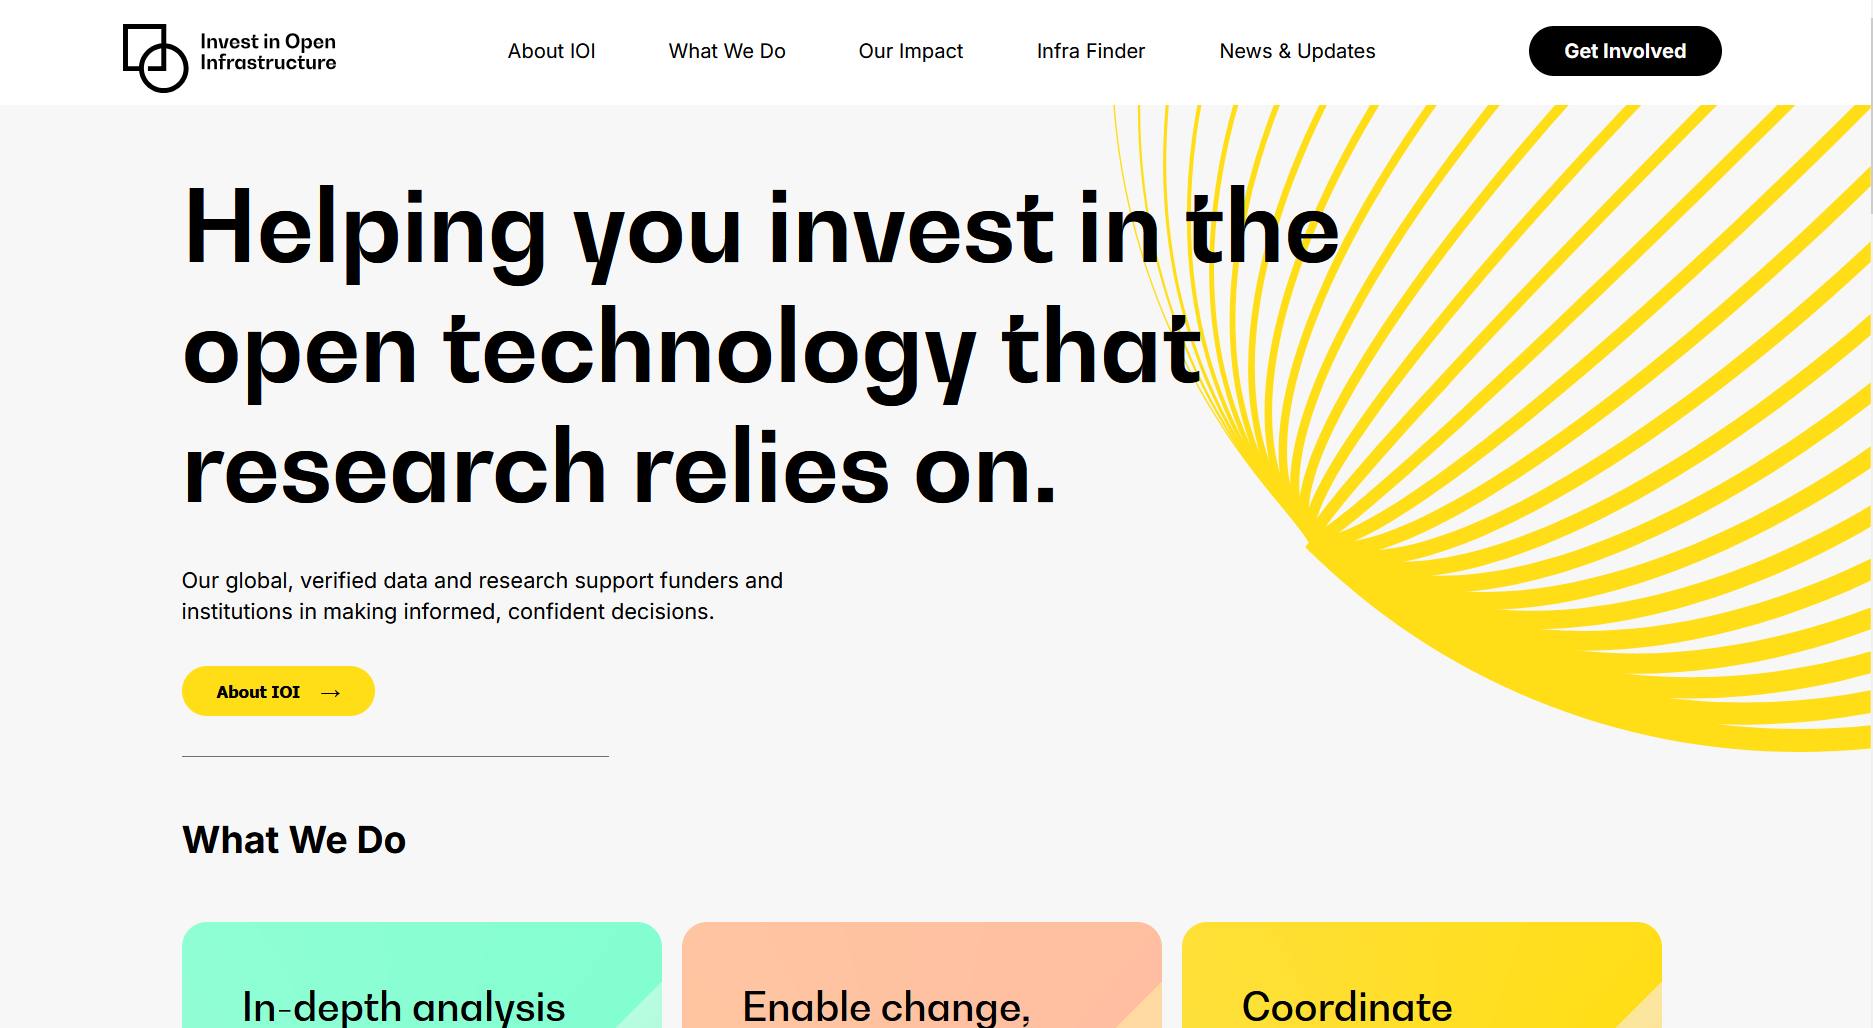 Invest in Open
Infrastructure
About IOI
What We Do
Our Impact
Infra Finder
News & Updates
Get Involved
Helping you invest in the
open technology that
research relies on.
Our global, verified data and research support funders and
institutions in making informed, confident decisions.
About IOI →
What We Do
In-depth analysis
Enable change,
Coordinate